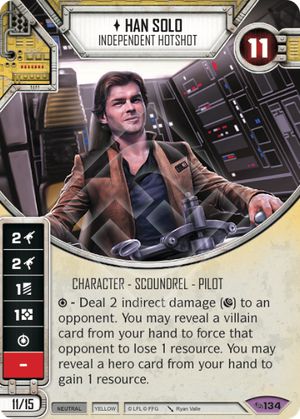 HAN SOLO
INDEPENDENT HOTSHOT
11
2
2
1
1
–
CHARACTER - SCOUNDREL - PILOT
- Deal 2 indirect damage ( ) to an
opponent. You may reveal a villain
card from your hand to force that
opponent to lose 1 resource. You may
reveal a hero card from your hand to
gain 1 resource.
11/15
NEUTRAL
YELLOW
© LFL © FFG
Ryan Valle
134